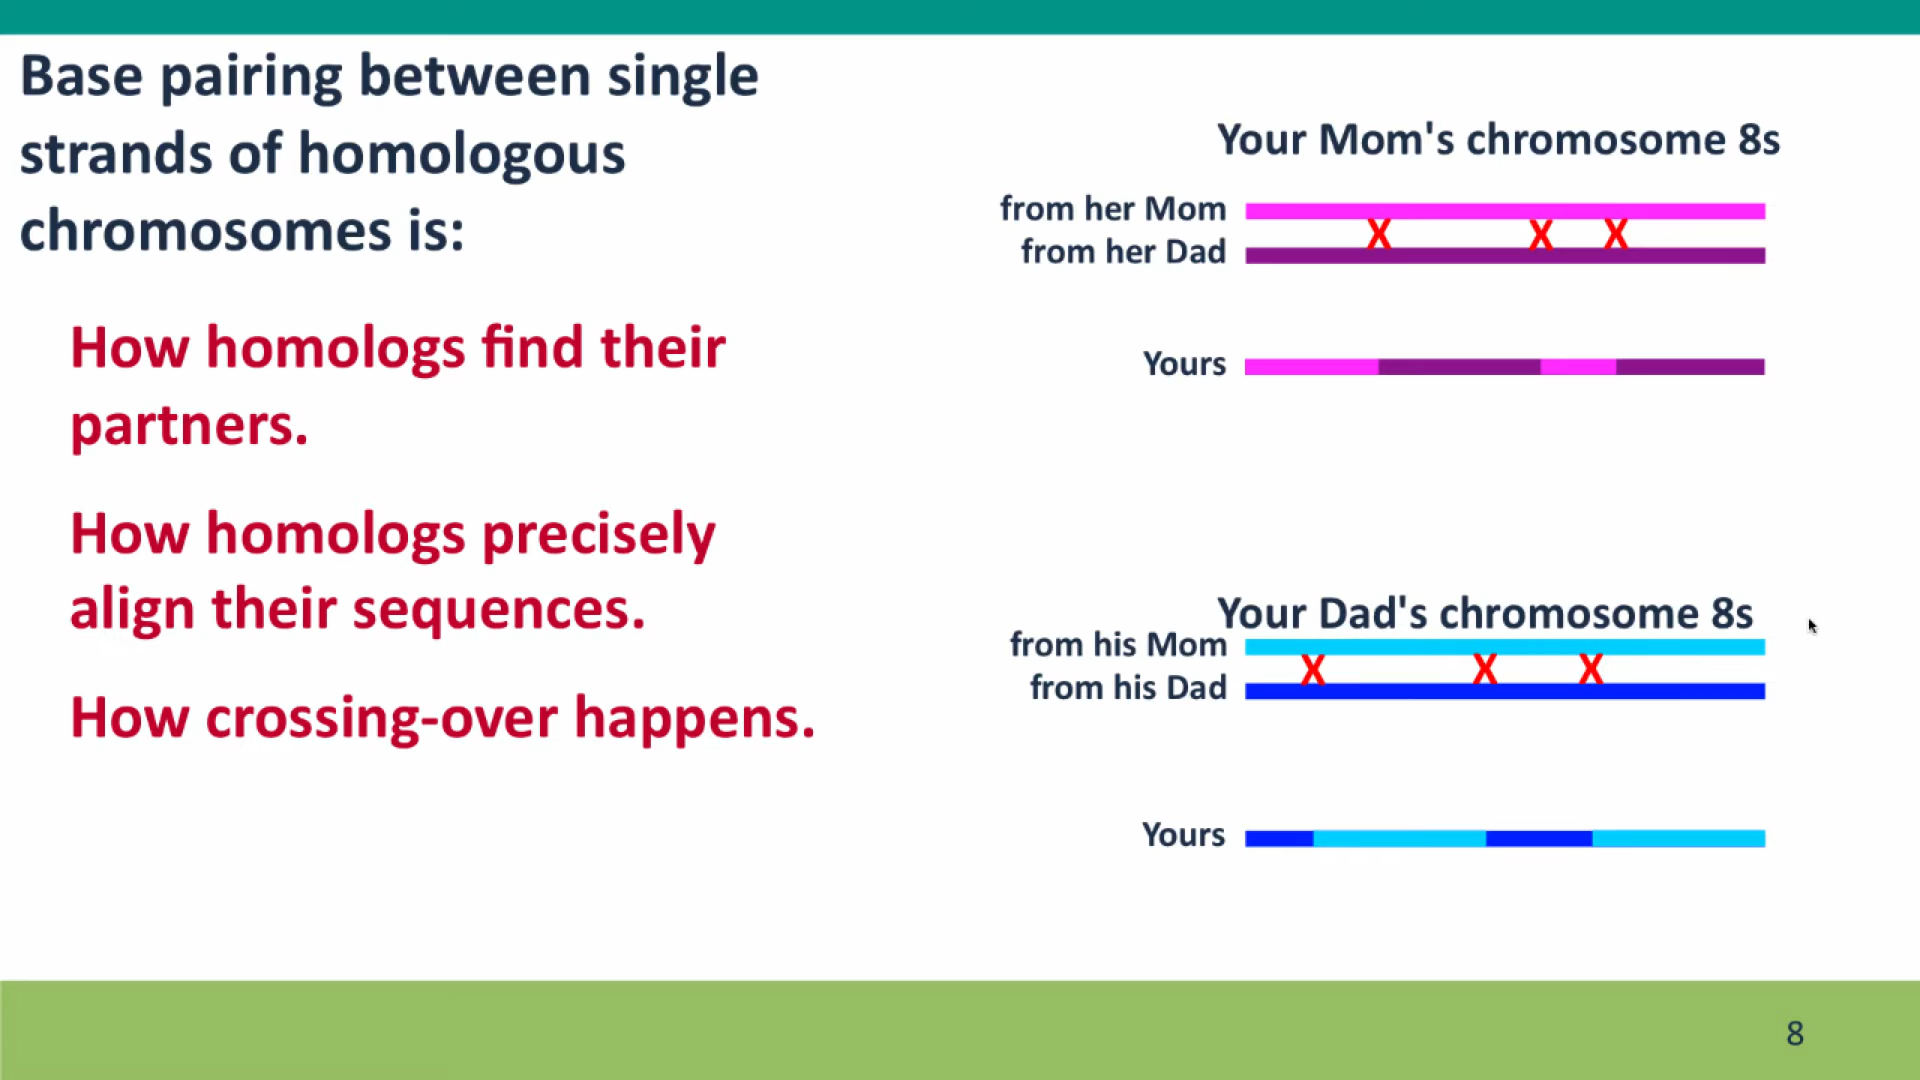 Base pairing between single
strands of homologous
chromosomes is:
How homologs find their
partners.
How homologs precisely
align their sequences.
How crossing-over happens.
Your Mom's chromosome 8s
from her Mom
X X X
from her Dad
Yours
Your Dad's chromosome 8s
from his Mom
X X X
from his Dad
Yours
8